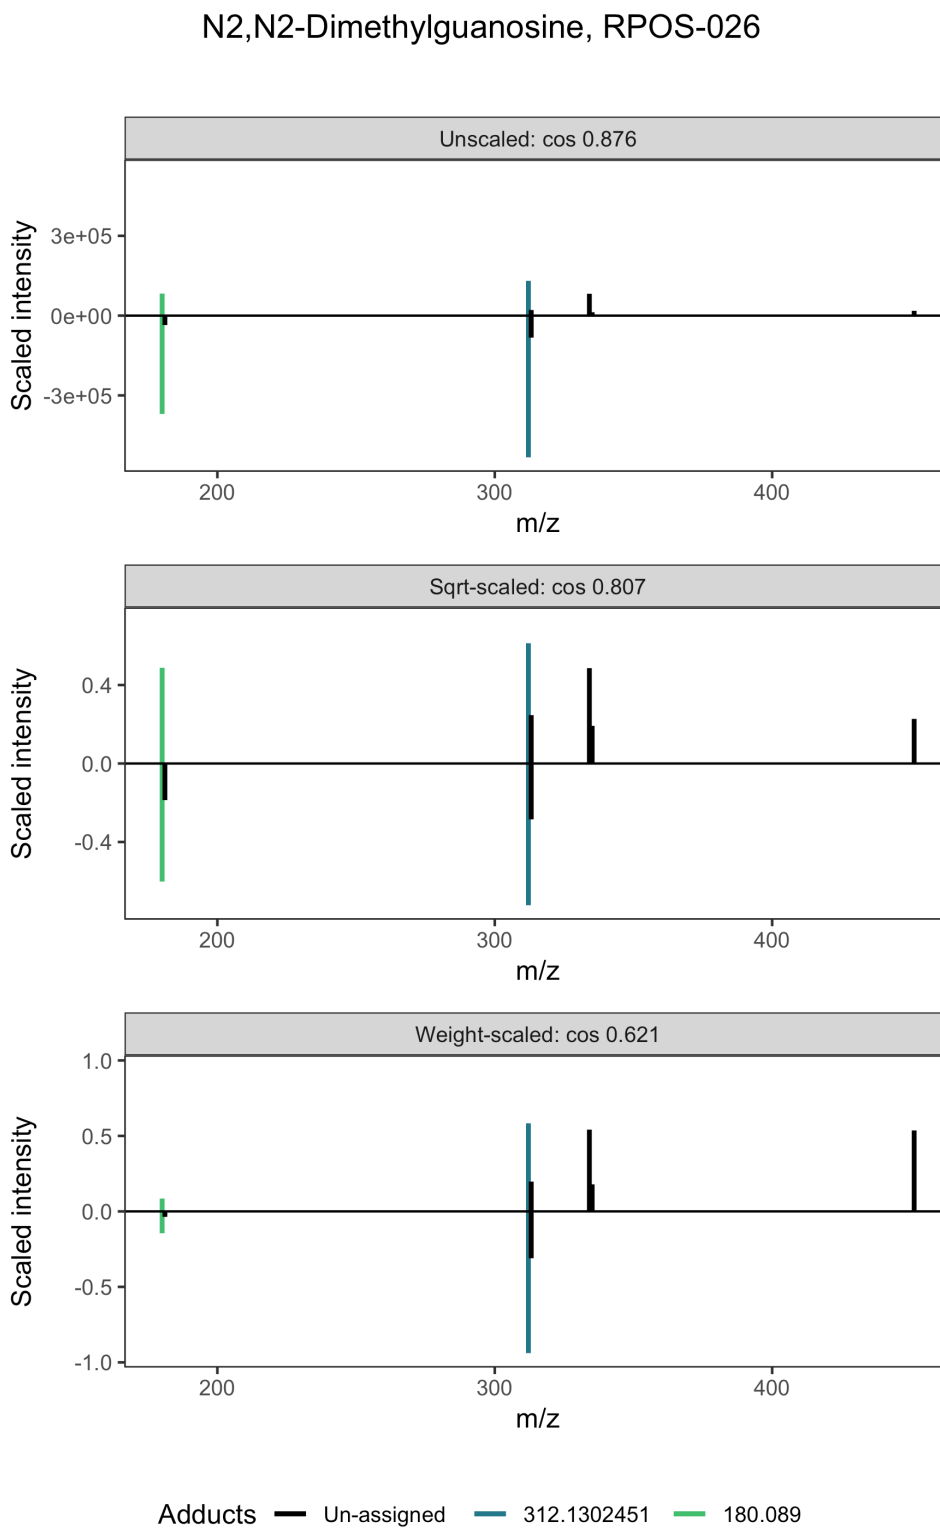 N2,N2-Dimethylguanosine, RPOS-026
Unscaled: cos 0.876
Scaled intensity
3e+05
0e+00
-3e+05
200 300 400
m/z
Sqrt-scaled: cos 0.807
Scaled intensity
0.4
0.0
-0.4
200 300 400
m/z
Weight-scaled: cos 0.621
Scaled intensity
1.0
0.5
0.0
-0.5
-1.0
200 300 400
m/z
Adducts Un-assigned 312.1302451 180.089